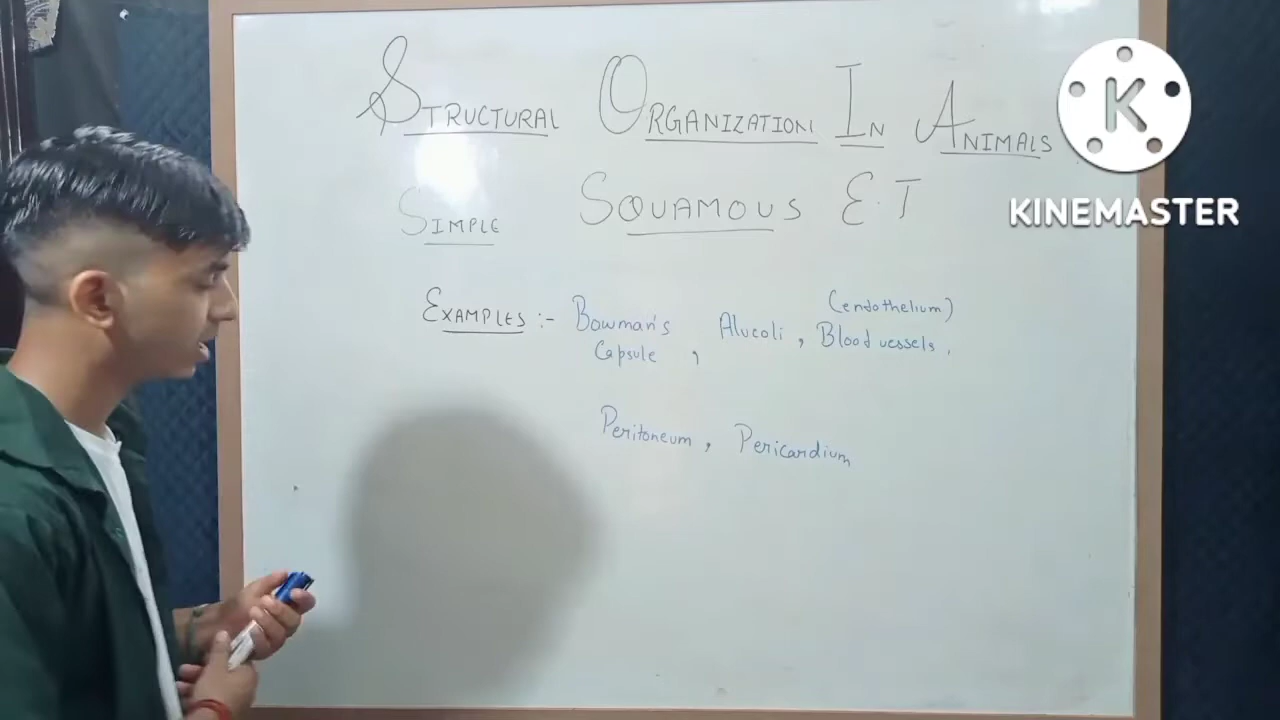 STRUCTURAL ORGANIZATION IN ANIMALS
SIMPLE SQUAMOUS E.T
EXAMPLES :- Bowman's Capsule , Alveoli , (endothelium) Blood vessels ,
Peritoneum , Pericardium
K
KINEMASTER